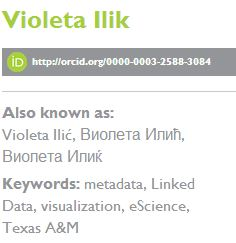 Violeta Ilik
iD http://orcid.org/0000-0003-2588-3084
Also known as:
Violeta Ilić, Виолета Илић,
Виолета Илиќ
Keywords: metadata, Linked
Data, visualization, eScience,
Texas A&M